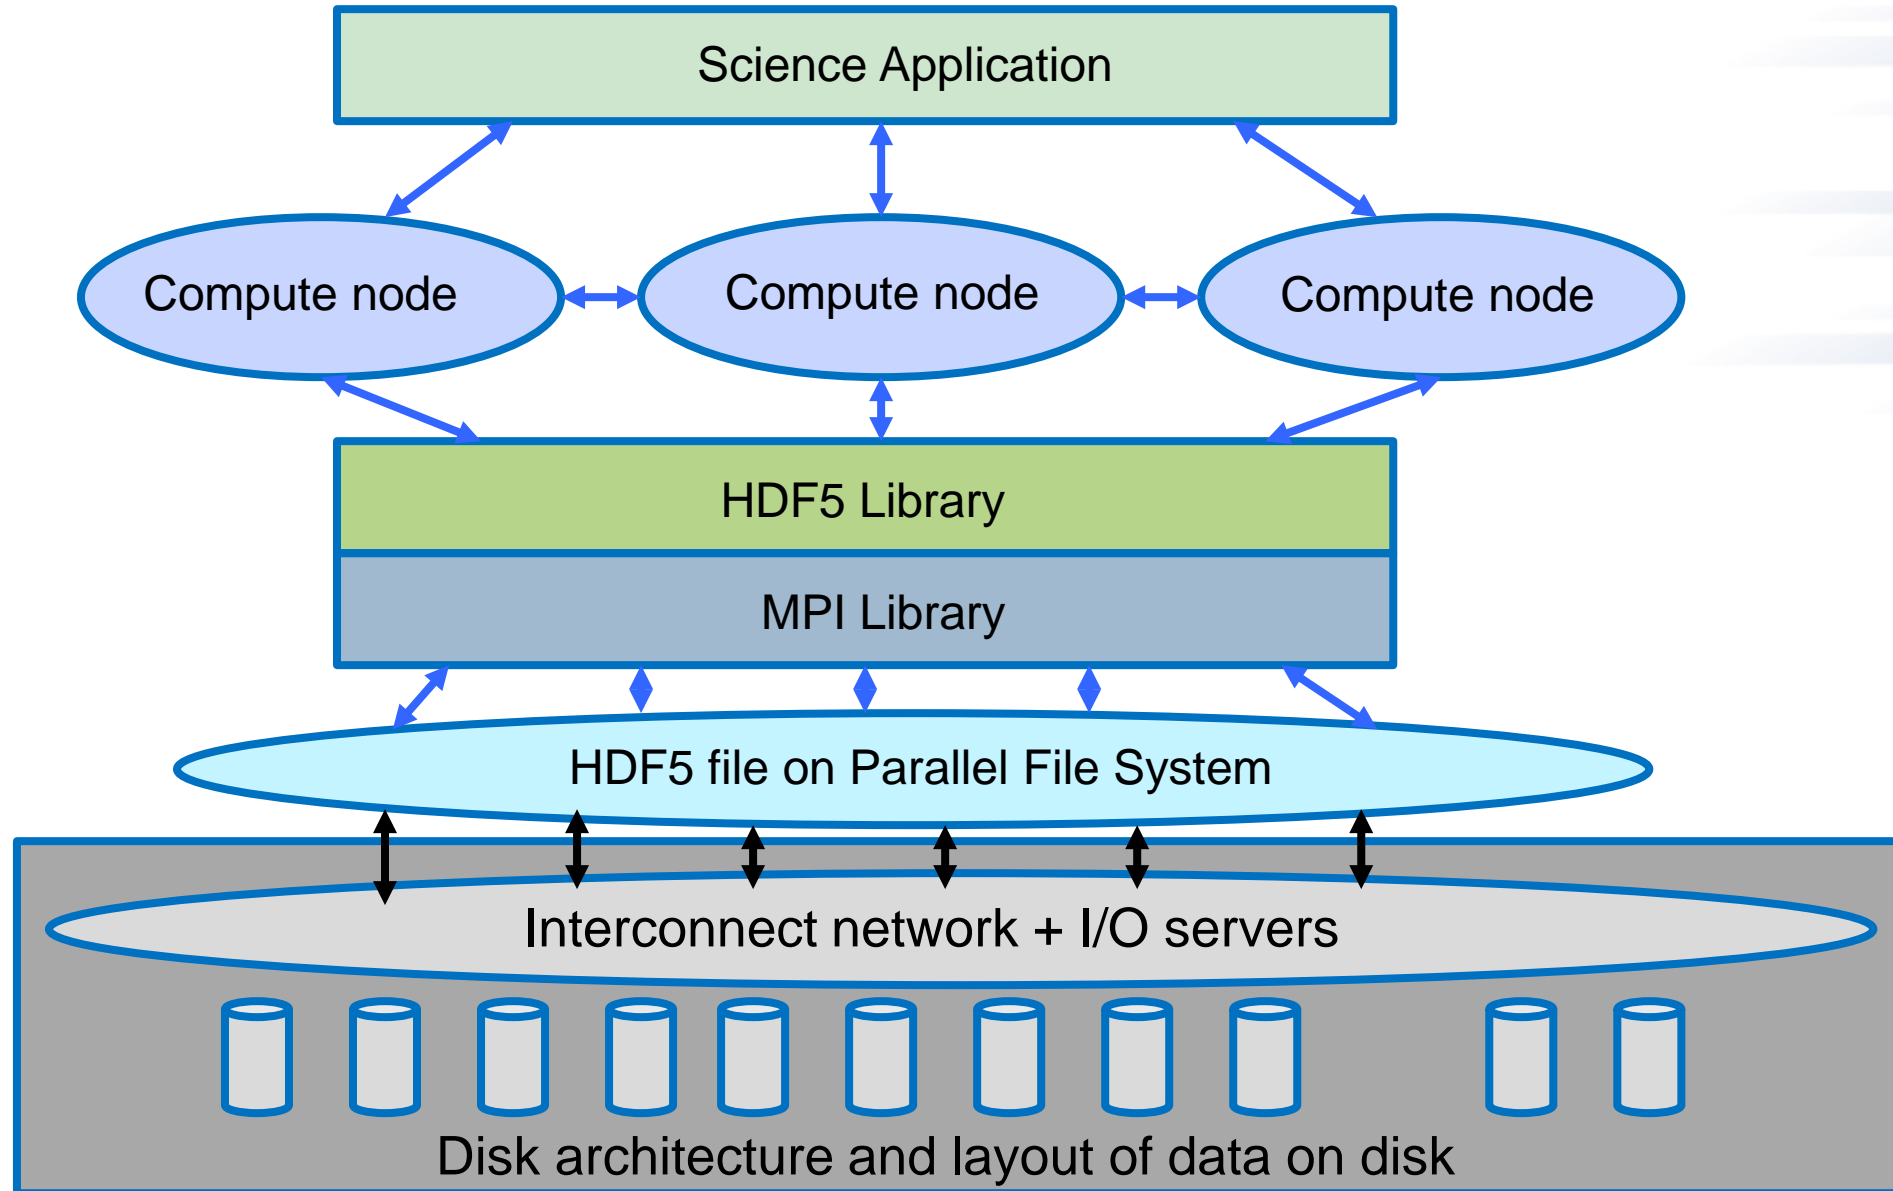 Science Application
Compute node
Compute node
Compute node
HDF5 Library
MPI Library
HDF5 file on Parallel File System
Interconnect network + I/O servers
Disk architecture and layout of data on disk